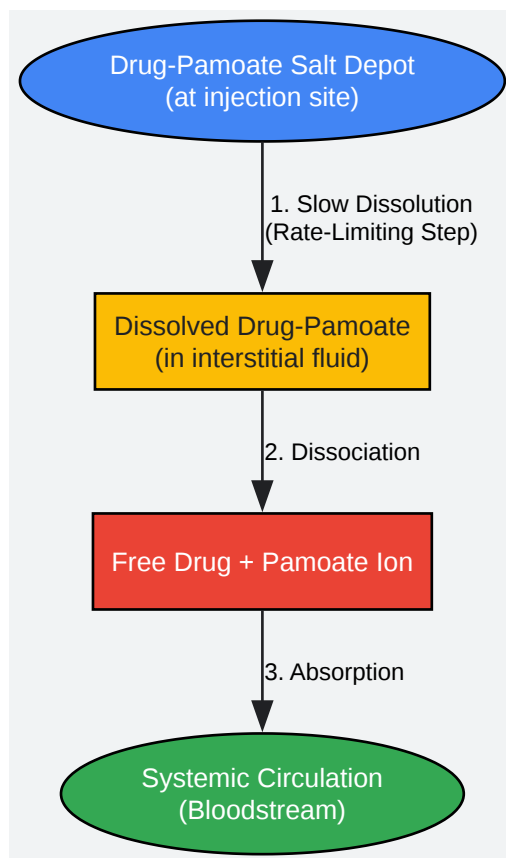 Drug-Pamoate Salt Depot
(at injection site)
1. Slow Dissolution
(Rate-Limiting Step)
Dissolved Drug-Pamoate
(in interstitial fluid)
2. Dissociation
Free Drug + Pamoate Ion
3. Absorption
Systemic Circulation
(Bloodstream)